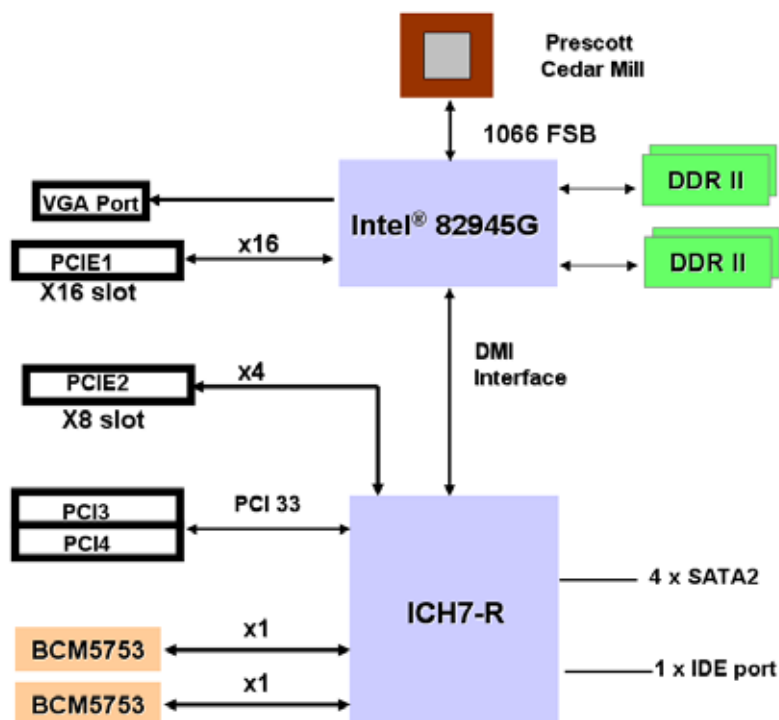 Prescott
Cedar Mill
1066 FSB
VGA Port
Intel® 82945G
DDR II
x16
PCIE1
X16 slot
DDR II
DMI
Interface
x4
PCIE2
X8 slot
PCI 33
PCI3
PCI4
4 x SATA2
ICH7-R
x1
BCM5753
x1
BCM5753
1 x IDE port